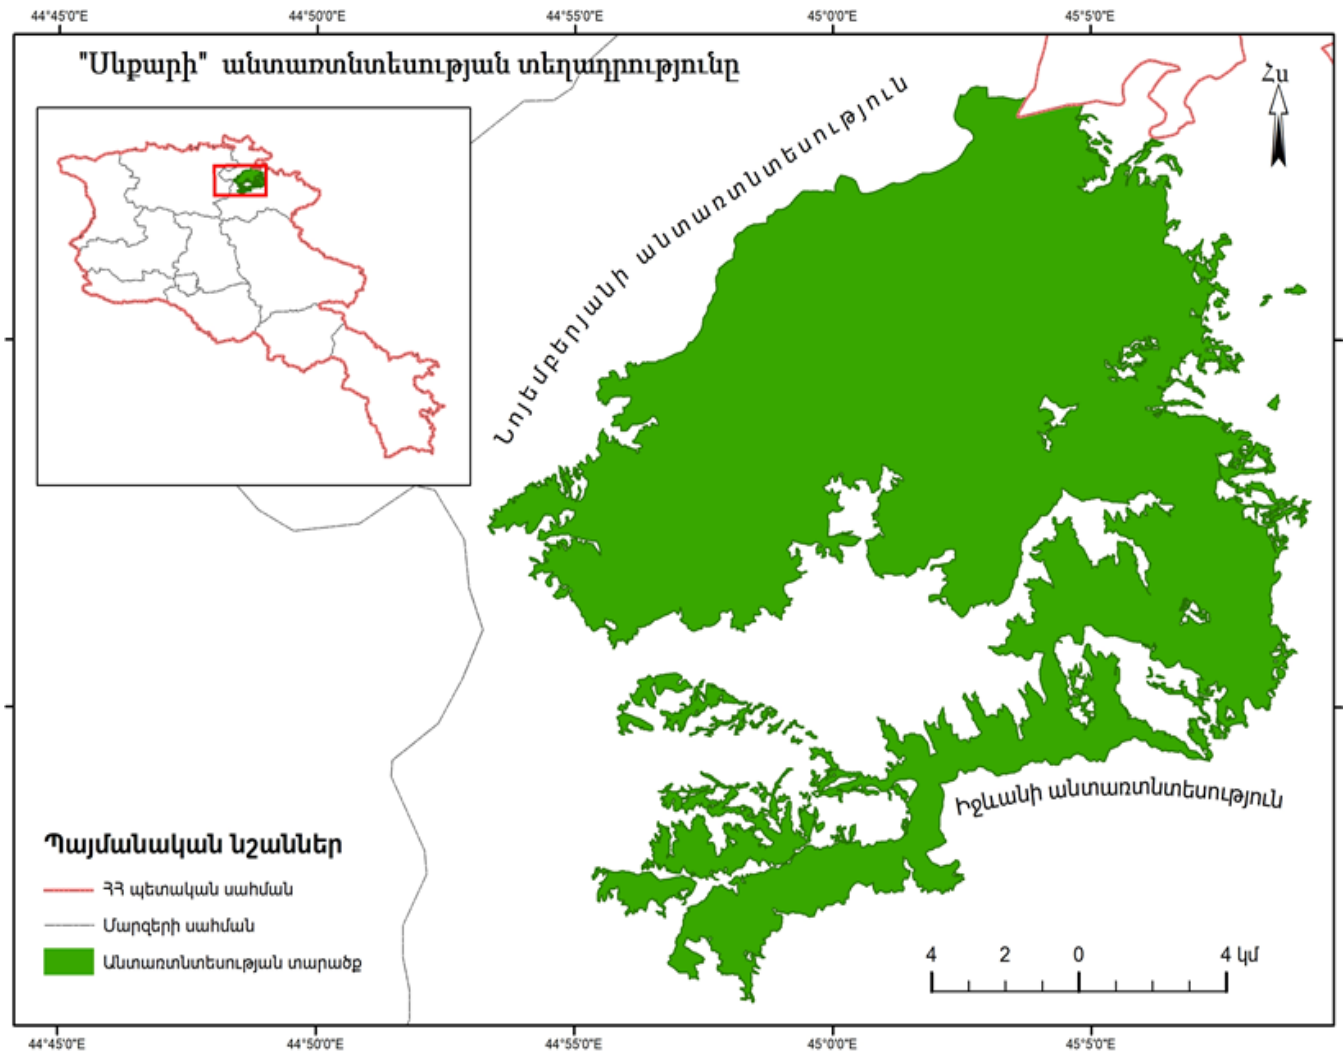 44°45'0"E 44°50'0"E 44°55'0"E 45°0'0"E 45°5'0"E
"Սևքարի" անտառտնտեսության տեղադրությունը
Հս
Նոյեմբերյանի անտառտնտեսություն
Իջևանի անտառտնտեսություն
Պայմանական նշաններ
ՀՀ պետական սահման
Մարզերի սահման
Անտառտնտեսության տարածք
4 2 0 4 կմ
44°45'0"E 44°50'0"E 44°55'0"E 45°0'0"E 45°5'0"E